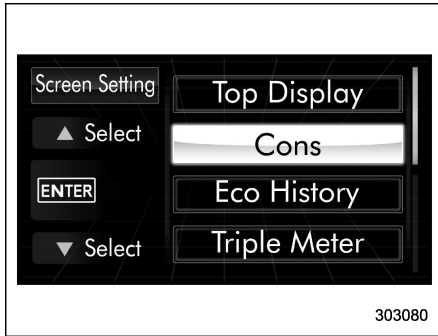 Screen Setting
▲ Select
ENTER
▼ Select
Top Display
Cons
Eco History
Triple Meter
303080